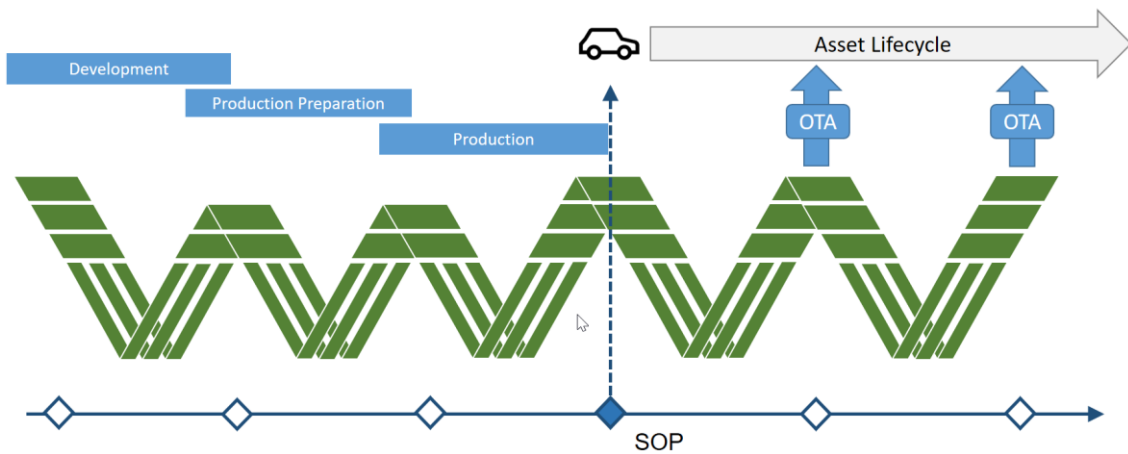 Asset Lifecycle
Development
Production Preparation
Production
OTA
OTA
SOP